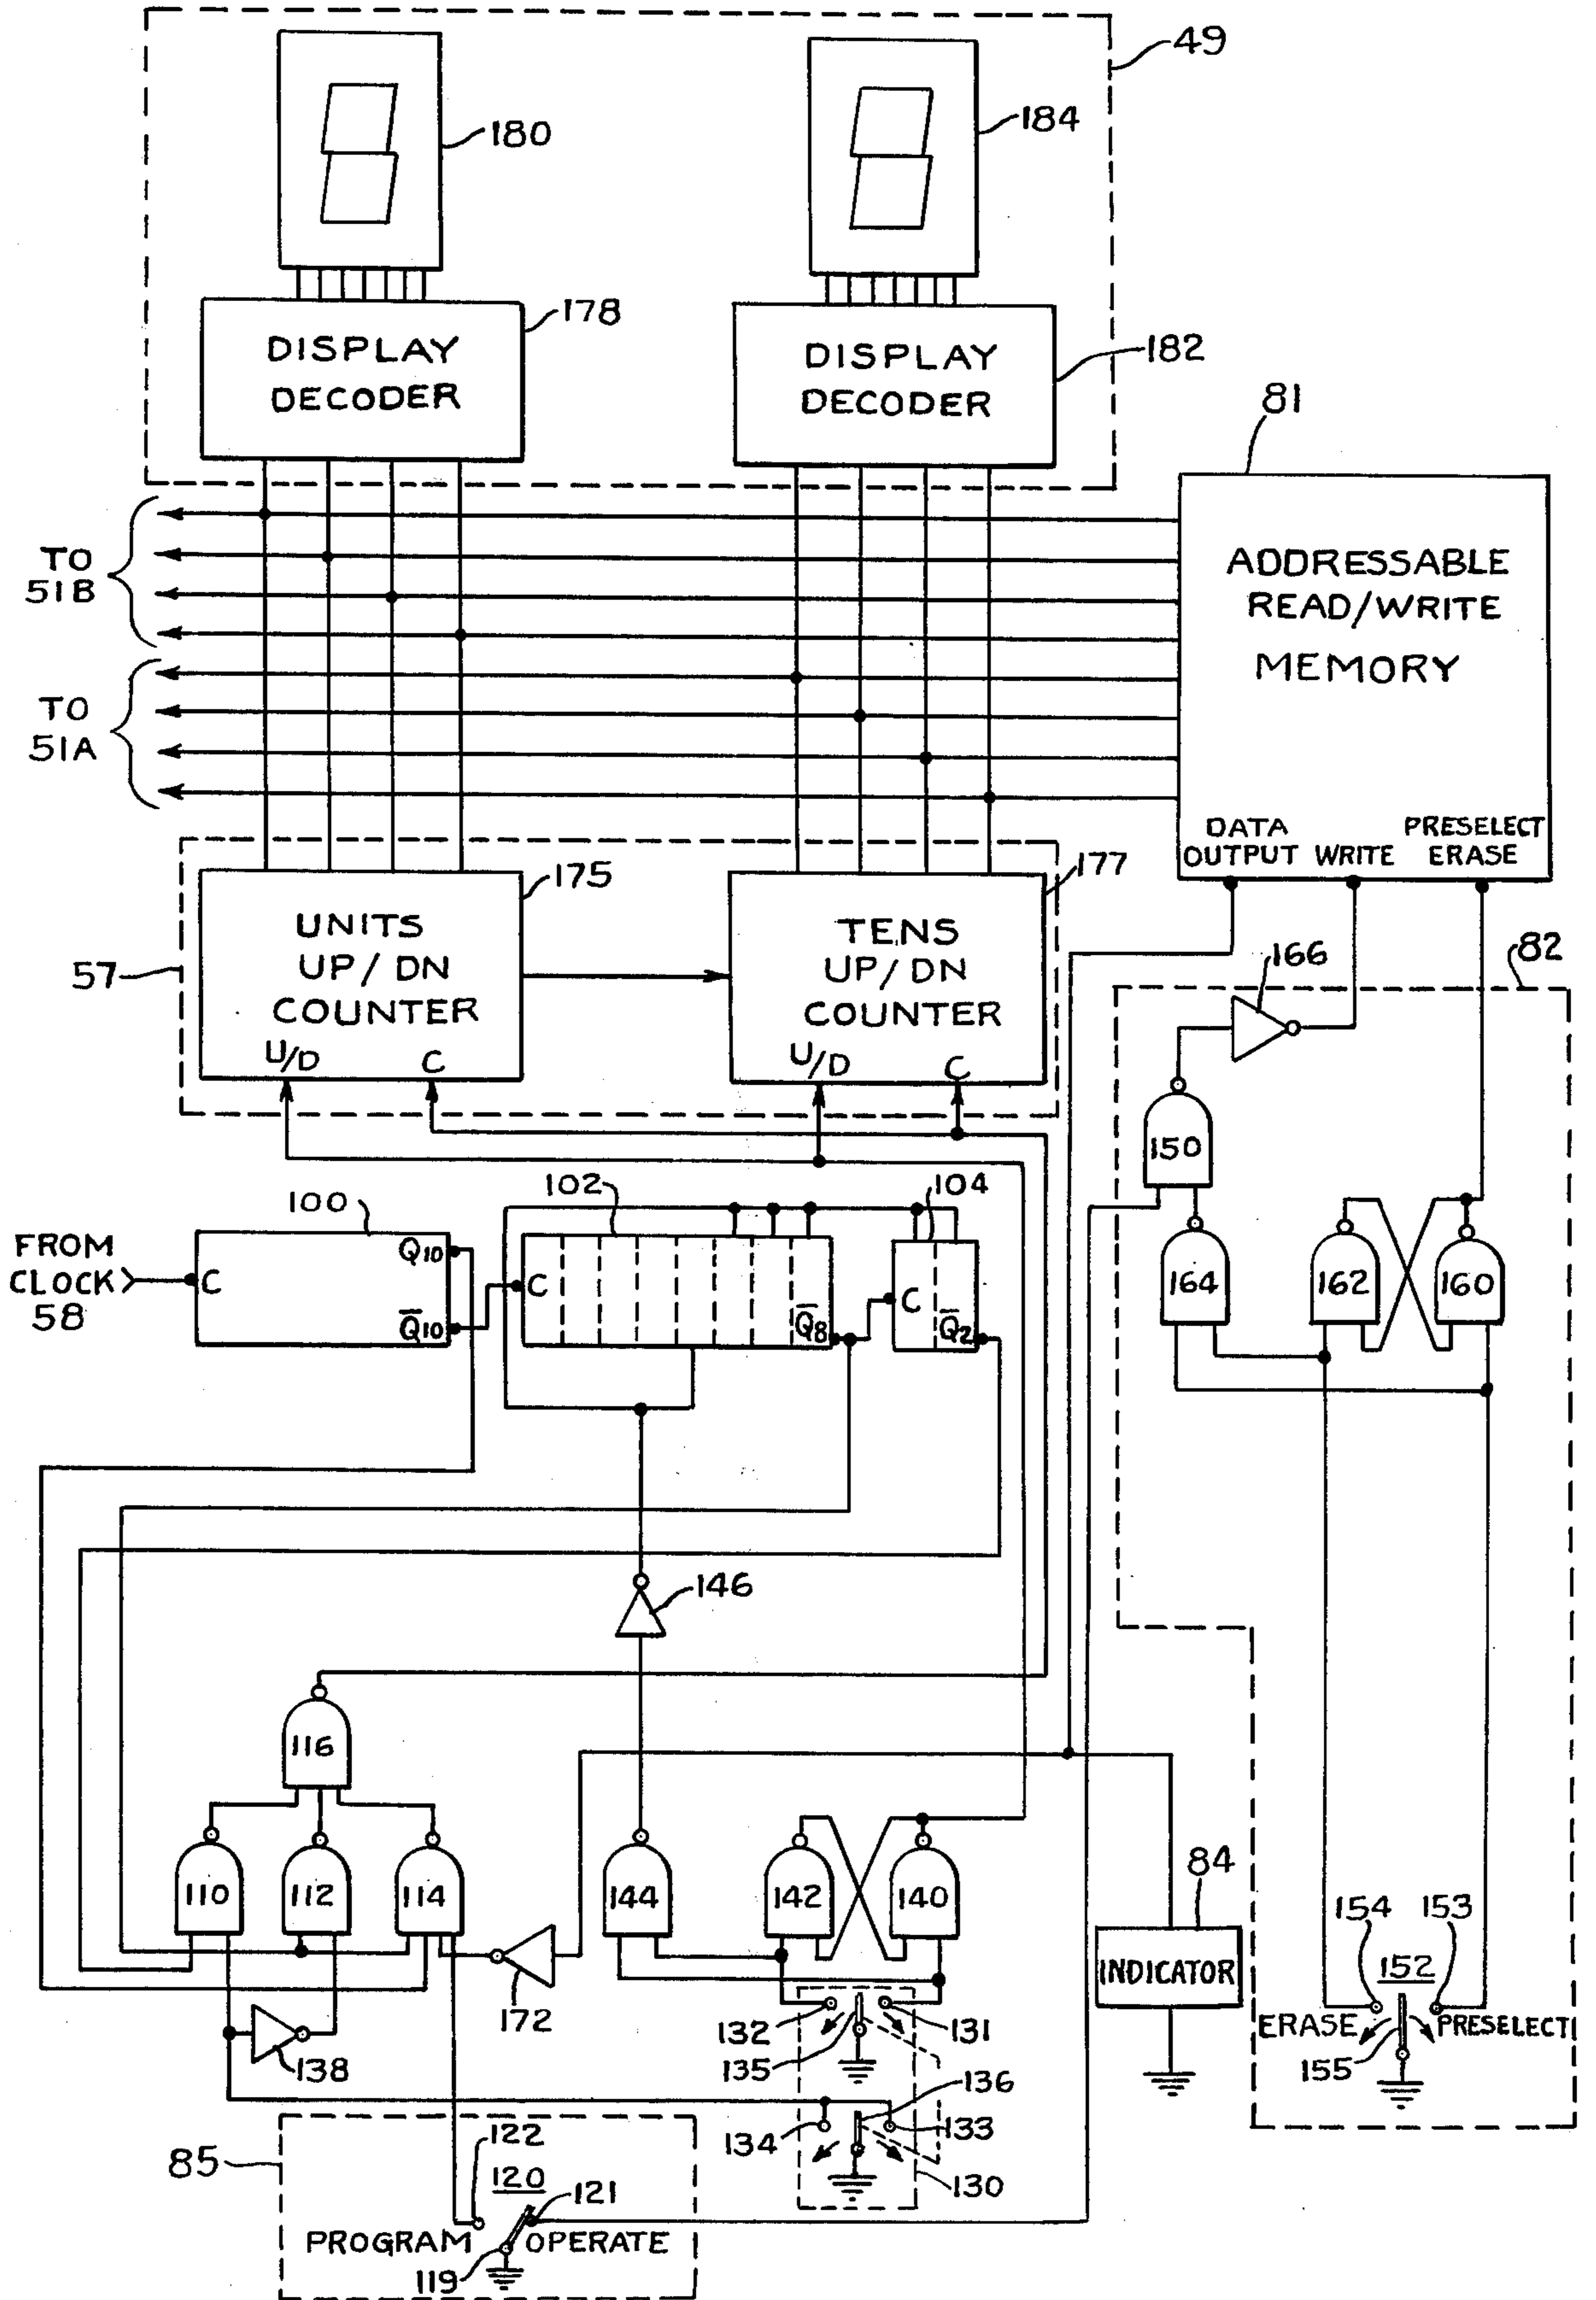 49
180
184
178
DISPLAY
DECODER
182
DISPLAY
DECODER
81
TO
51B
ADDRESSABLE
READ/WRITE
MEMORY
TO
51A
DATA
OUTPUT
WRITE
PRESELECT
ERASE
175
177
UNITS
UP/DN
COUNTER
U/D
C
TENS
UP/DN
COUNTER
U/D
C
57
166
82
150
100
102
104
FROM
CLOCK
58
C
Q10
Q̅10
C
Q̅8
C
Q̅2
164
162
160
146
116
110
112
114
144
142
140
84
INDICATOR
172
138
132
131
135
136
134
133
130
154
153
152
ERASE
PRESELECT
155
85
122
120
121
PROGRAM
OPERATE
119